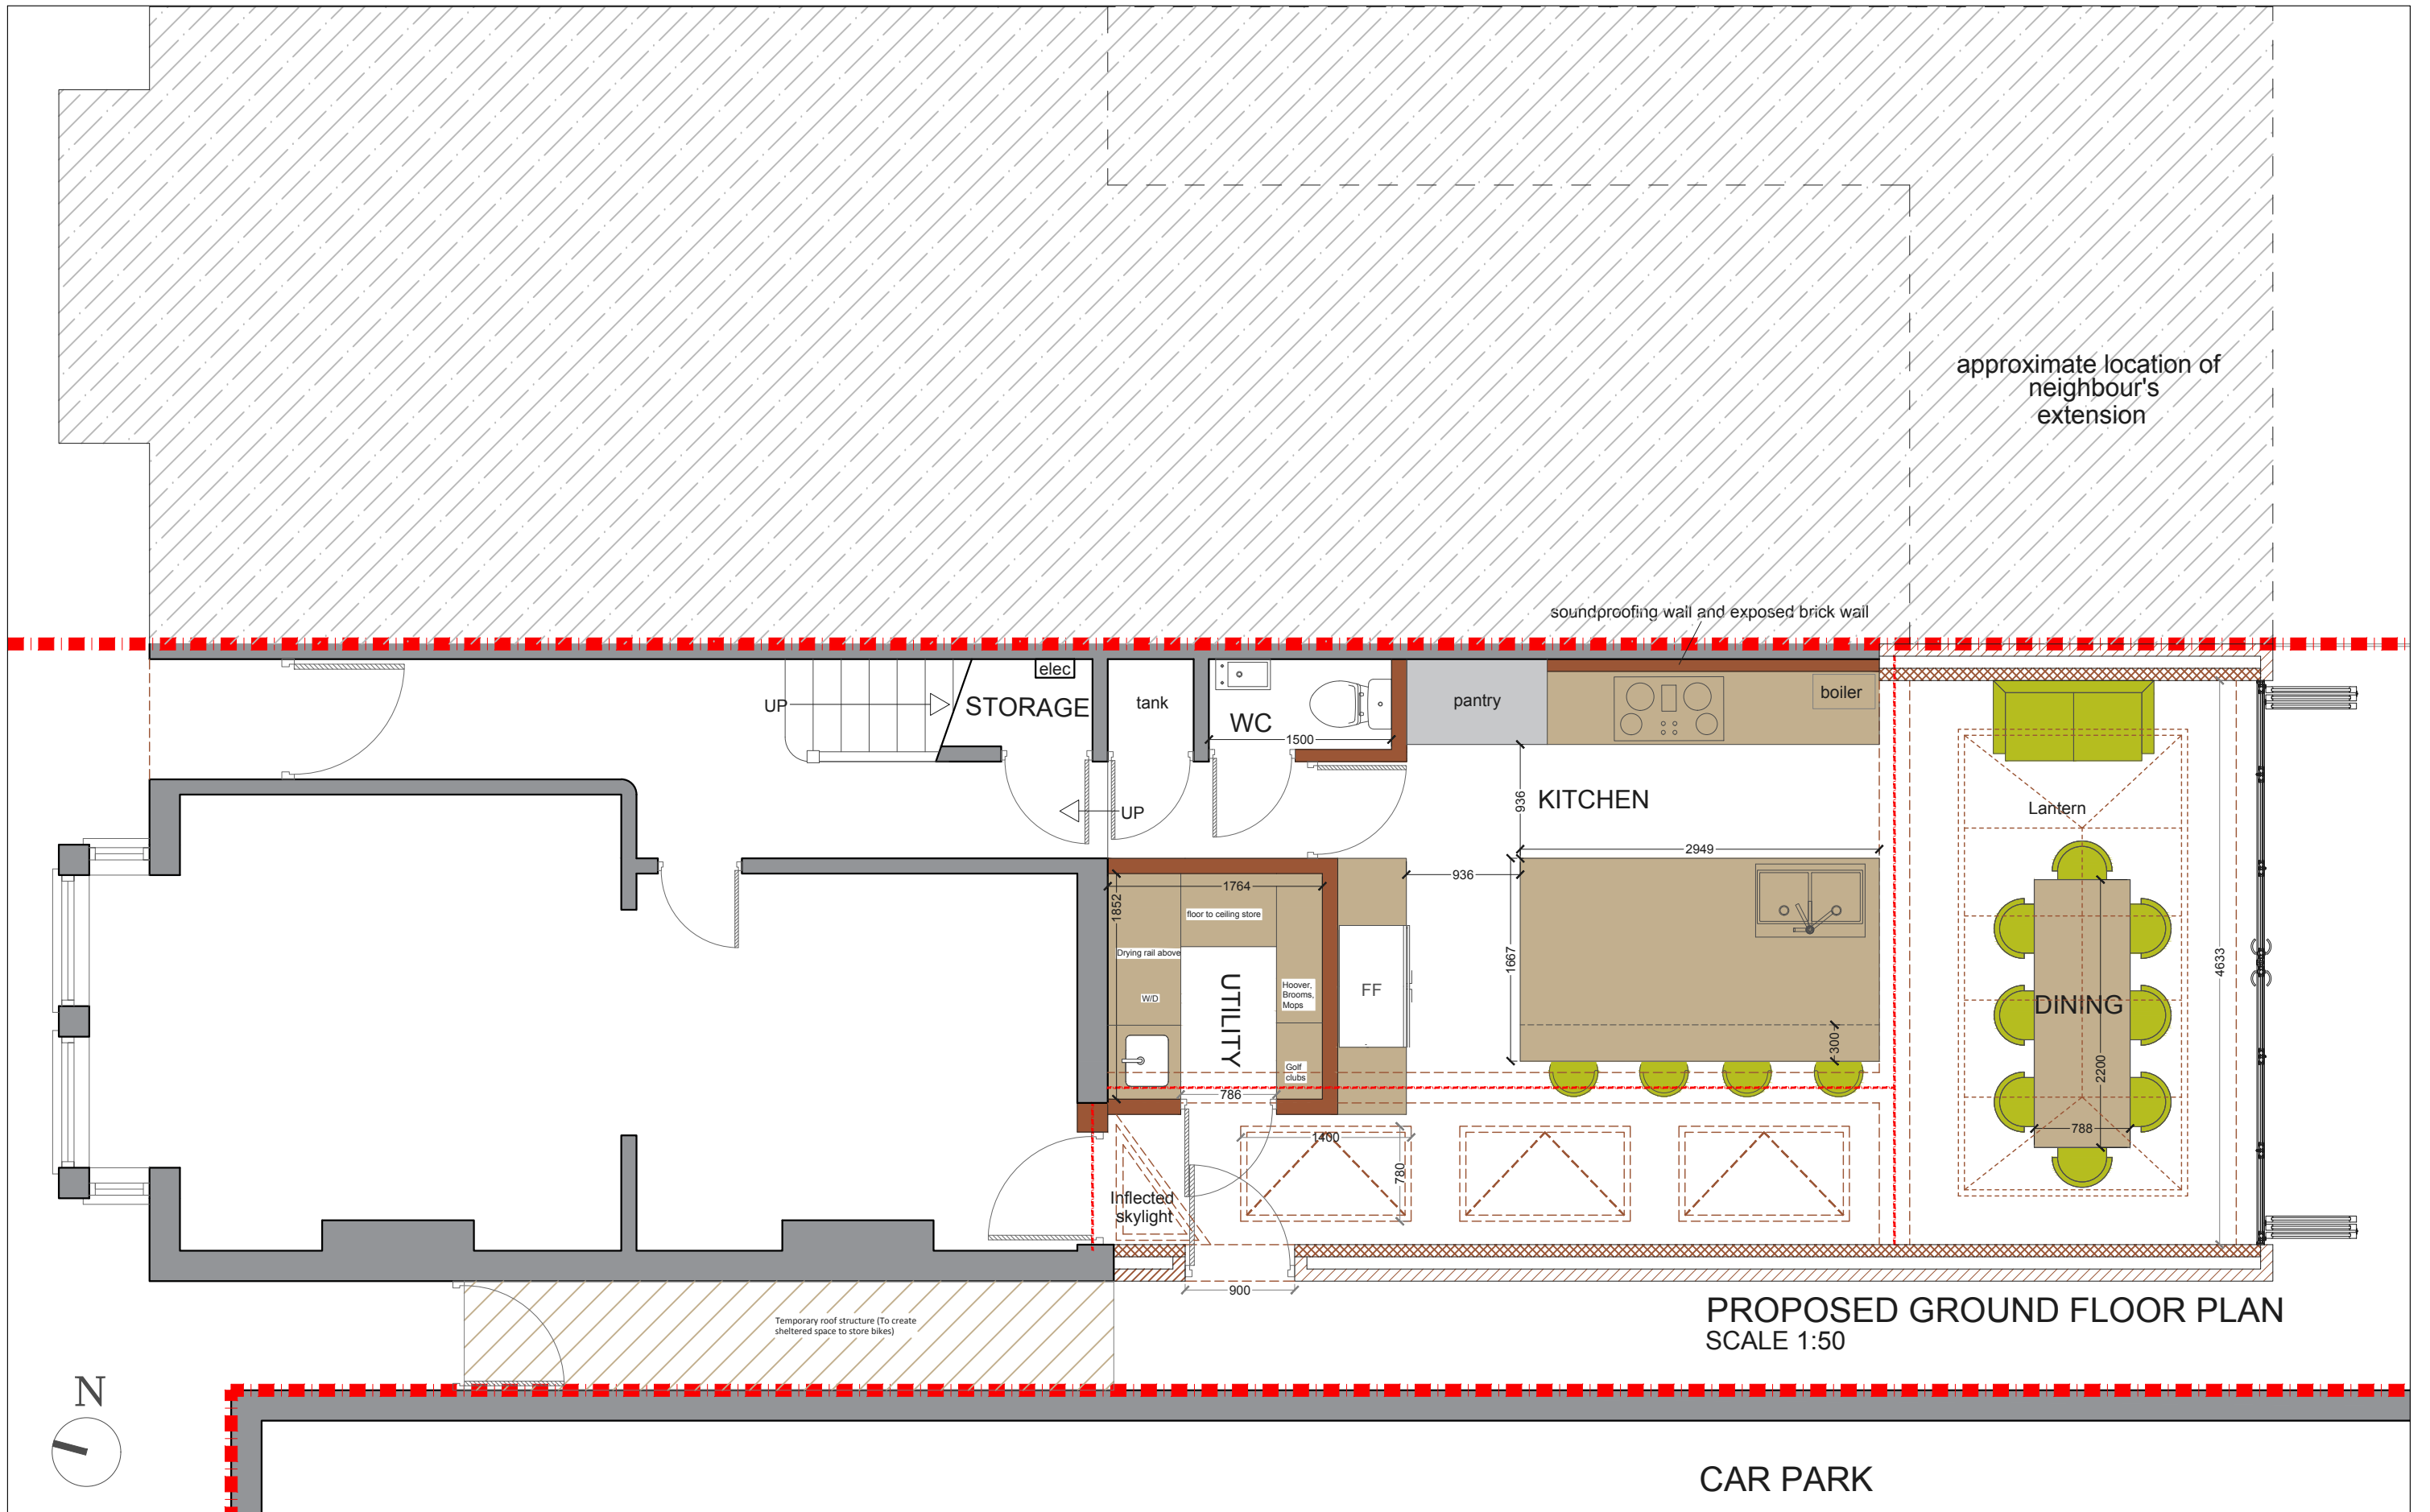 approximate location of
neighbour's
extension
soundproofing wall and exposed brick wall
elec
UP
STORAGE
tank
WC
1500
pantry
boiler
UP
936
KITCHEN
Lantern
2949
936
1764
1852
floor to ceiling store
Drying rail above
W/D
UTILITY
Hoover,
Brooms,
Mops
Golf
clubs
FF
1667
300
4633
DINING
2200
788
786
1400
780
Inflected
skylight
900
PROPOSED GROUND FLOOR PLAN
SCALE 1:50
Temporary roof structure (To create
sheltered space to store bikes)
N
CAR PARK